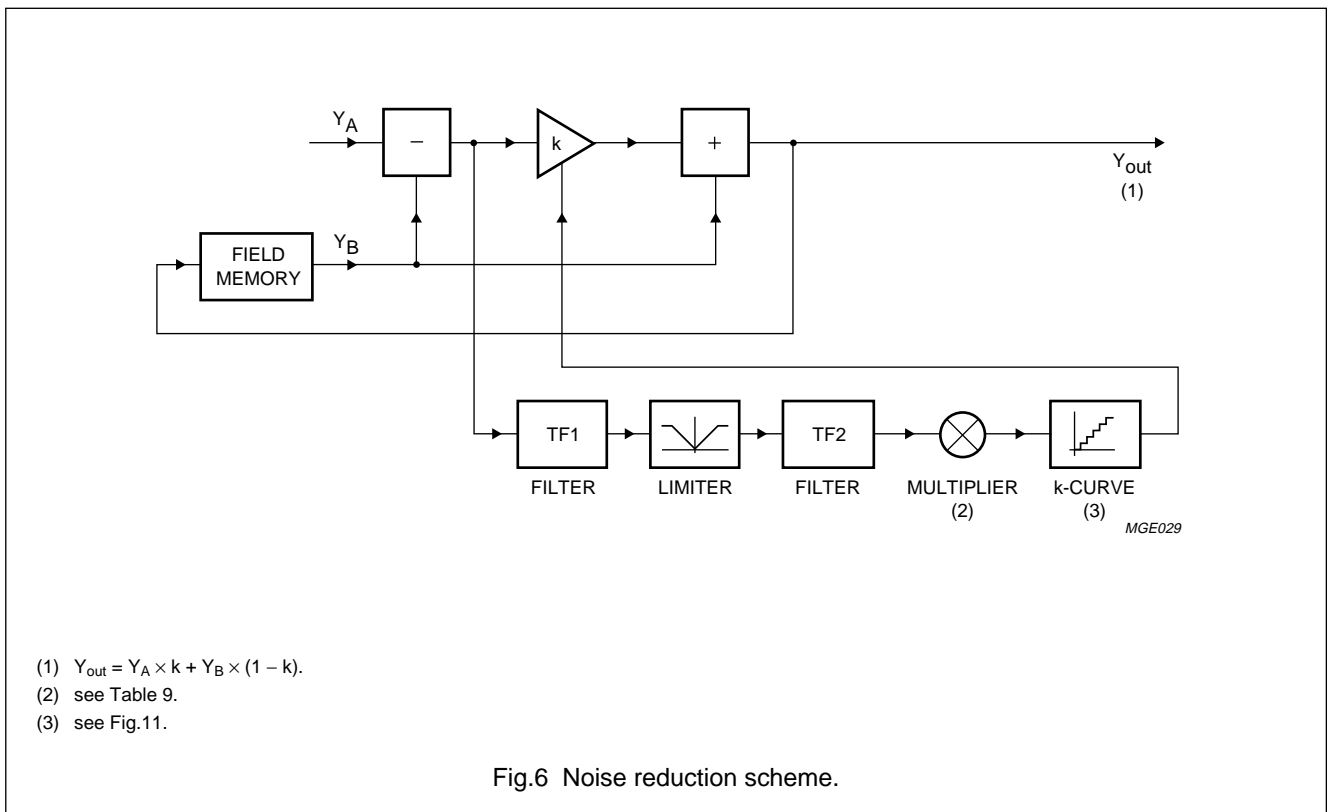 Y_A
−
k
+
Y_out
(1)
FIELD
MEMORY
Y_B
TF1
TF2
FILTER
LIMITER
FILTER
MULTIPLIER
(2)
k-CURVE
(3)
MGE029
(1) Y_out = Y_A × k + Y_B × (1 − k).
(2) see Table 9.
(3) see Fig.11.
Fig.6 Noise reduction scheme.